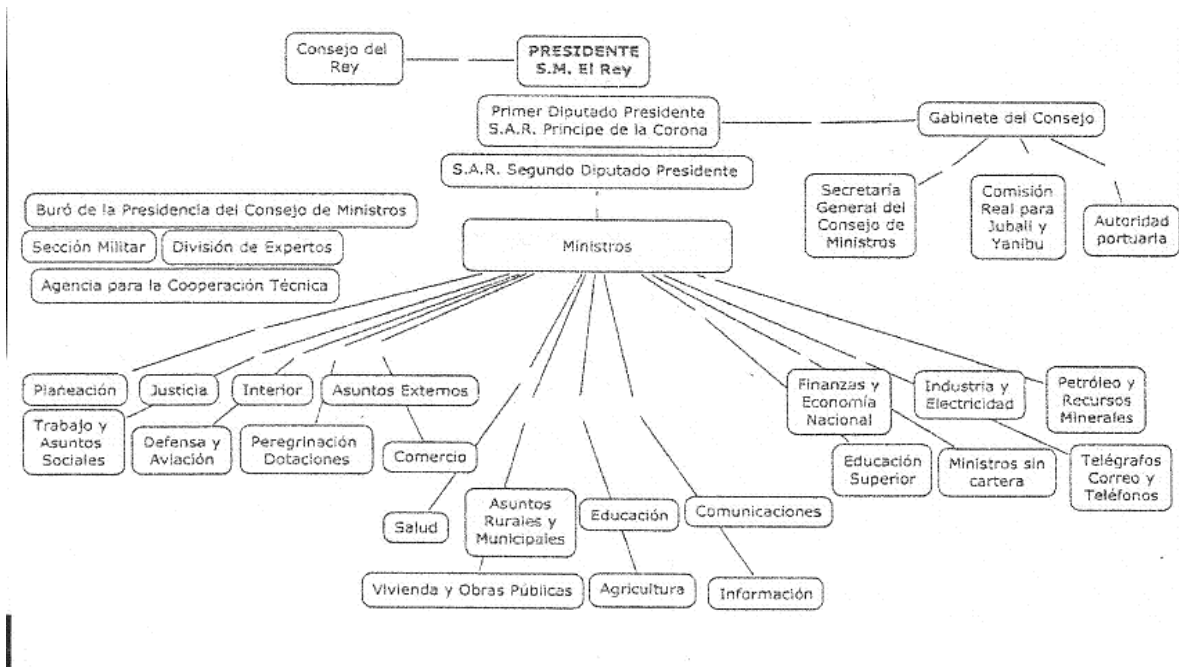 Consejo del
Rey
PRESIDENTE
S.M. El Rey
Primer Diputado Presidente
S.A.R. Príncipe de la Corona
Gabinete del Consejo
S.A.R. Segundo Diputado Presidente
Secretaría
General del
Consejo de
Ministros
Comisión
Real para
Jubali y
Yanibu
Autoridad
portuaria
Buró de la Presidencia del Consejo de Ministros
Sección Militar
División de Expertos
Agencia para la Cooperación Técnica
Ministros
Planeación
Justicia
Interior
Asuntos Externos
Finanzas y
Economía
Nacional
Industria y
Electricidad
Petróleo y
Recursos
Minerales
Trabajo y
Asuntos
Sociales
Defensa y
Aviación
Peregrinación
Dotaciones
Comercio
Educación
Superior
Ministros sin
cartera
Telégrafos
Correo y
Teléfonos
Salud
Asuntos
Rurales y
Municipales
Educación
Comunicaciones
Vivienda y Obras Públicas
Agricultura
Información